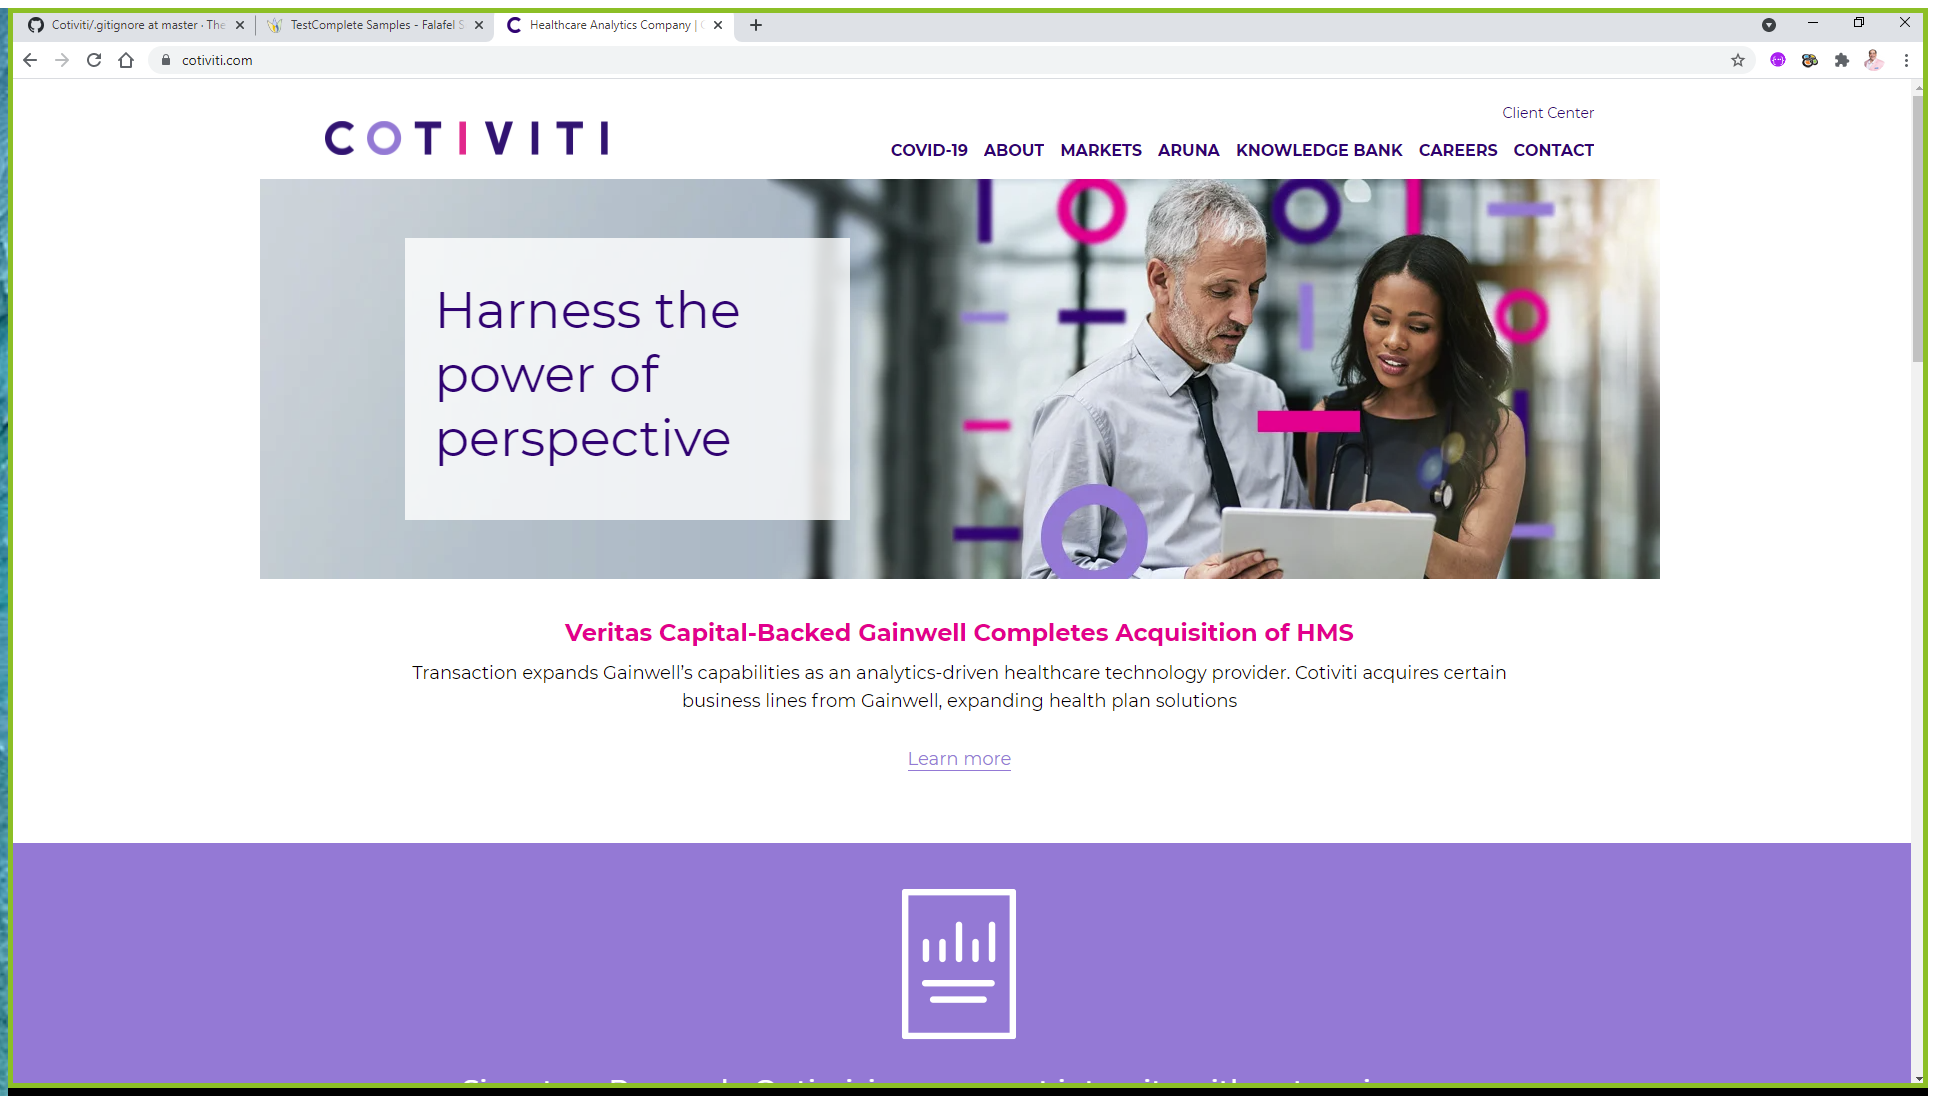 Cotiviti/.gitignore at master · The
TestComplete Samples - Falafel S
Healthcare Analytics Company |
cotiviti.com
Client Center
COTIVITI
COVID-19 ABOUT MARKETS ARUNA KNOWLEDGE BANK CAREERS CONTACT
Harness the
power of
perspective
Veritas Capital-Backed Gainwell Completes Acquisition of HMS
Transaction expands Gainwell’s capabilities as an analytics-driven healthcare technology provider. Cotiviti acquires certain
business lines from Gainwell, expanding health plan solutions
Learn more